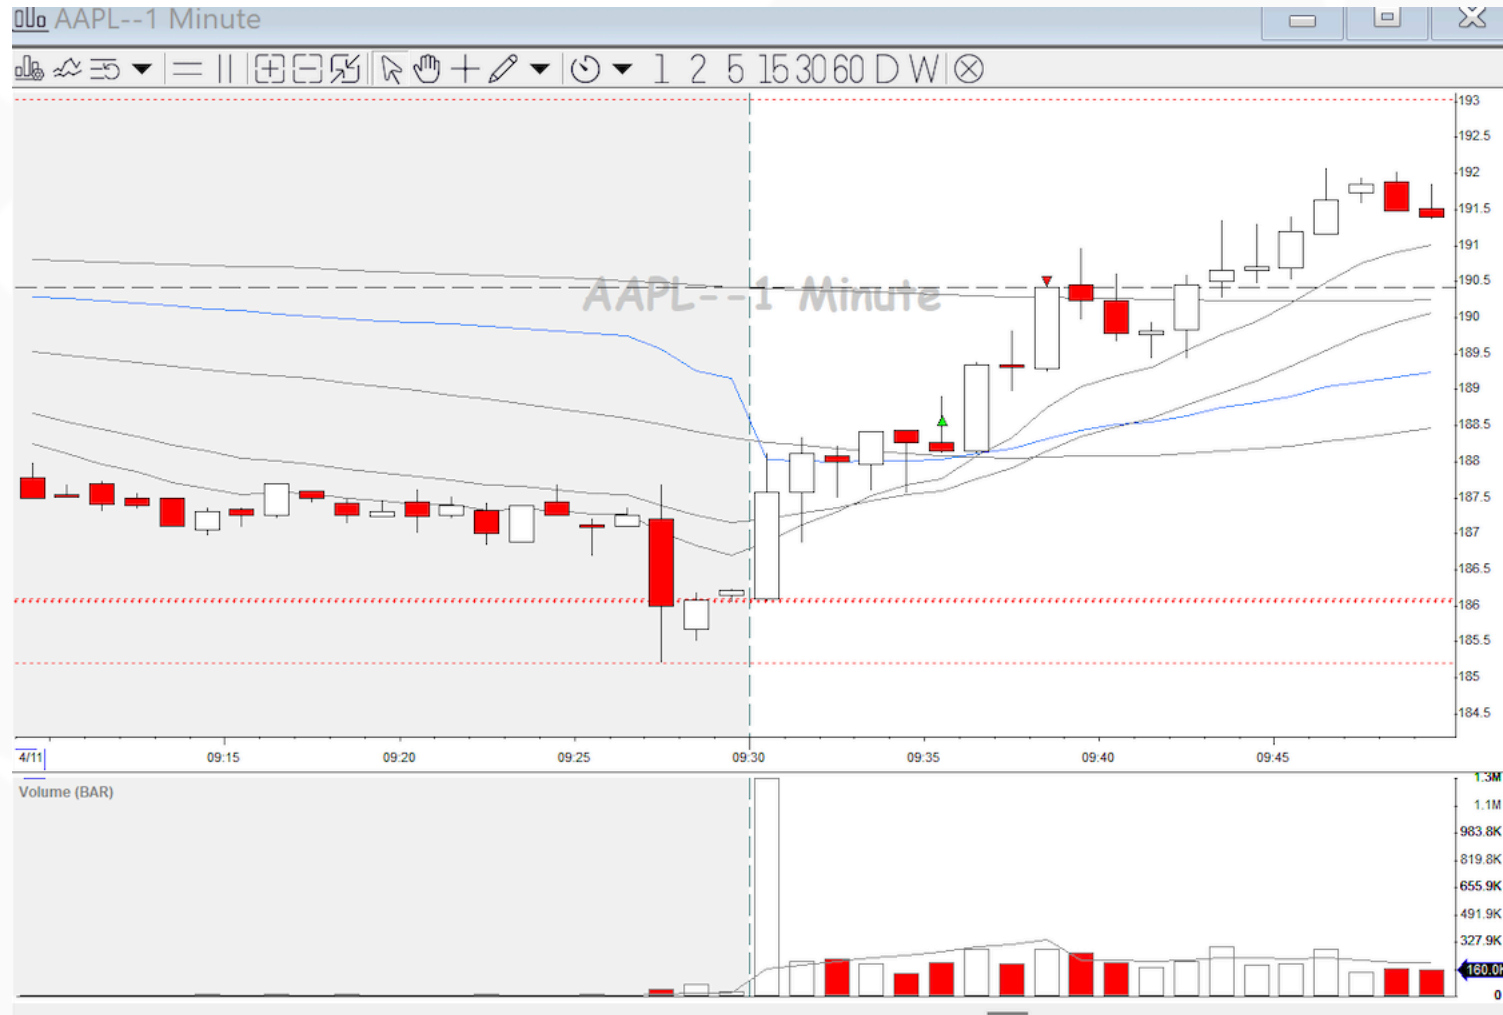 AAPL--1 Minute
1 2 5 15 30 60 D W
AAPL--1 Minute
193
192.5
192
191.5
191
190.5
190
189.5
189
188.5
188
187.5
187
186.5
186
185.5
185
184.5
4/11 09:15 09:20 09:25 09:30 09:35 09:40 09:45
Volume (BAR)
1.3M
1.1M
983.8K
819.8K
655.9K
491.9K
327.9K
160.0K
0